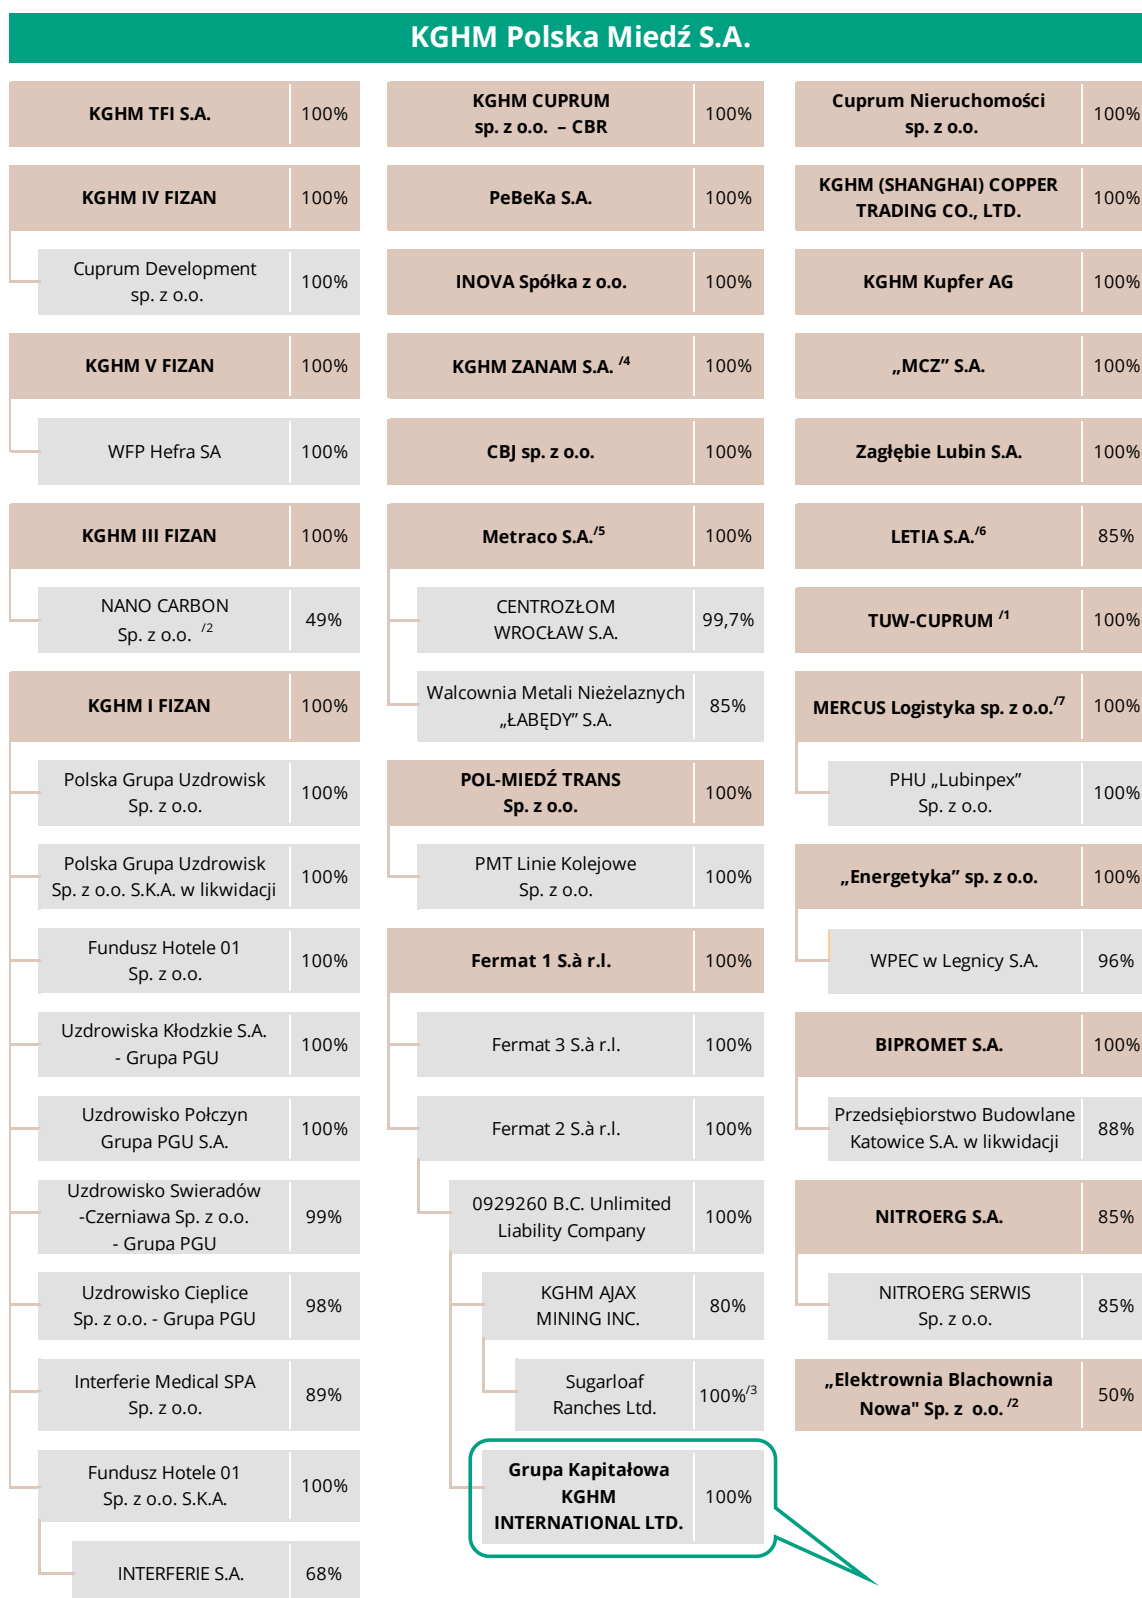 KGHM Polska Miedź S.A.
KGHM TFI S.A.
100%
KGHM IV FIZAN
100%
Cuprum Development
sp. z o.o.
100%
KGHM V FIZAN
100%
WFP Hefra SA
100%
KGHM III FIZAN
100%
NANO CARBON
Sp. z o.o. /2
49%
KGHM I FIZAN
100%
Polska Grupa Uzdrowisk
Sp. z o.o.
100%
Polska Grupa Uzdrowisk
Sp. z o.o. S.K.A. w likwidacji
100%
Fundusz Hotele 01
Sp. z o.o.
100%
Uzdrowiska Kłodzkie S.A.
- Grupa PGU
100%
Uzdrowisko Połczyn
Grupa PGU S.A.
100%
Uzdrowisko Swieradów
-Czerniawa Sp. z o.o.
- Grupa PGU
99%
Uzdrowisko Cieplice
Sp. z o.o. - Grupa PGU
98%
Interferie Medical SPA
Sp. z o.o.
89%
Fundusz Hotele 01
Sp. z o.o. S.K.A.
100%
INTERFERIE S.A.
68%
KGHM CUPRUM
sp. z o.o. – CBR
100%
PeBeKa S.A.
100%
INOVA Spółka z o.o.
100%
KGHM ZANAM S.A. /4
100%
CBJ sp. z o.o.
100%
Metraco S.A./5
100%
CENTROZŁOM
WROCŁAW S.A.
99,7%
Walcownia Metali Nieżelaznych
„ŁABĘDY” S.A.
85%
POL-MIEDŹ TRANS
Sp. z o.o.
100%
PMT Linie Kolejowe
Sp. z o.o.
100%
Fermat 1 S.à r.l.
100%
Fermat 3 S.à r.l.
100%
Fermat 2 S.à r.l.
100%
0929260 B.C. Unlimited
Liability Company
100%
KGHM AJAX
MINING INC.
80%
Sugarloaf
Ranches Ltd.
100%/3
Grupa Kapitałowa
KGHM
INTERNATIONAL LTD.
100%
Cuprum Nieruchomości
sp. z o.o.
100%
KGHM (SHANGHAI) COPPER
TRADING CO., LTD.
100%
KGHM Kupfer AG
100%
„MCZ” S.A.
100%
Zagłębie Lubin S.A.
100%
LETIA S.A./6
85%
TUW-CUPRUM /1
100%
MERCUS Logistyka sp. z o.o./7
100%
PHU „Lubinpex”
Sp. z o.o.
100%
„Energetyka” sp. z o.o.
100%
WPEC w Legnicy S.A.
96%
BIPROMET S.A.
100%
Przedsiębiorstwo Budowlane
Katowice S.A. w likwidacji
88%
NITROERG S.A.
85%
NITROERG SERWIS
Sp. z o.o.
85%
„Elektrownia Blachownia
Nowa" Sp. z o.o. /2
50%